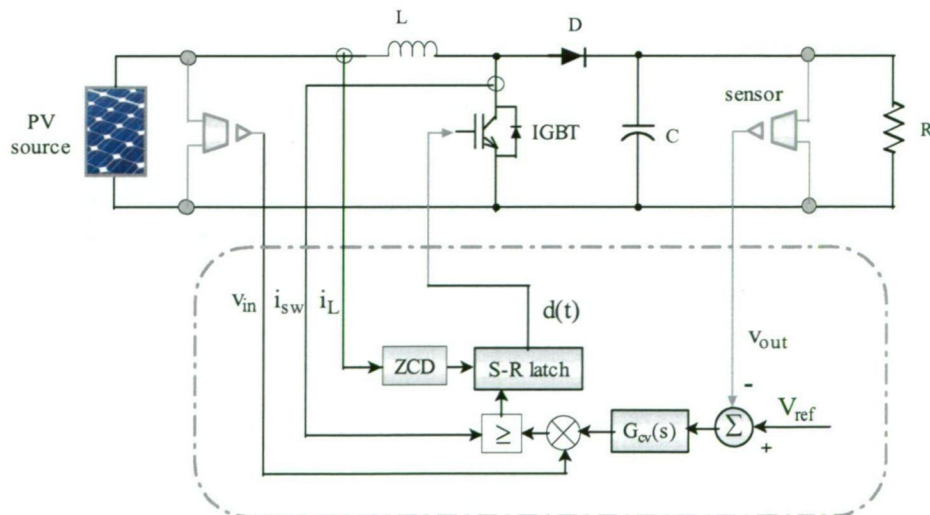 L
D
PV
source
IGBT
C
sensor
R
v_in
i_sw
i_L
d(t)
v_out
ZCD
S-R latch
≥
G_cv(s)
Σ
-
V_ref
+